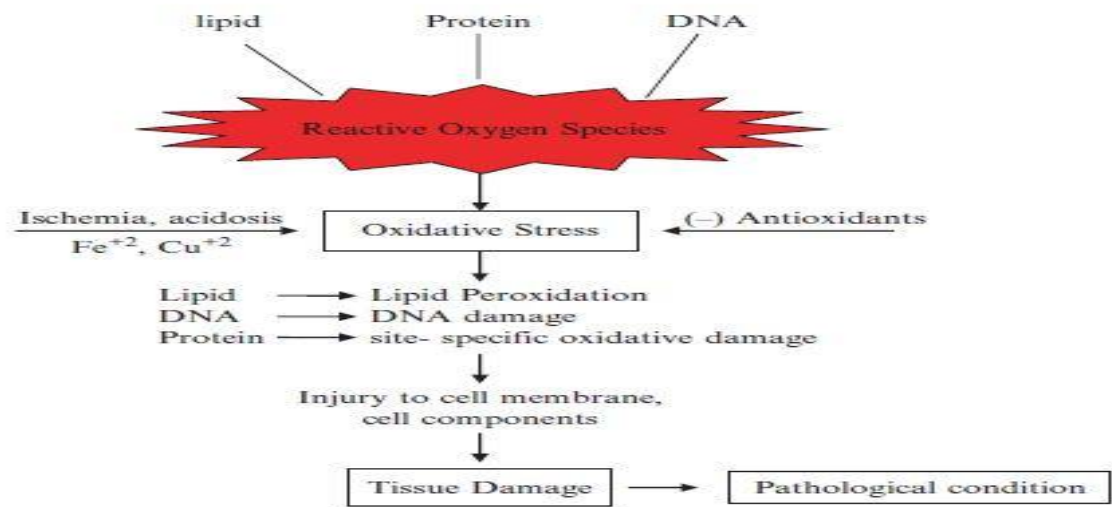 lipid Protein DNA
Reactive Oxygen Species
Ischemia, acidosis
Fe⁺², Cu⁺²
Oxidative Stress
(–) Antioxidants
Lipid → Lipid Peroxidation
DNA → DNA damage
Protein → site- specific oxidative damage
Injury to cell membrane,
cell components
Tissue Damage → Pathological condition